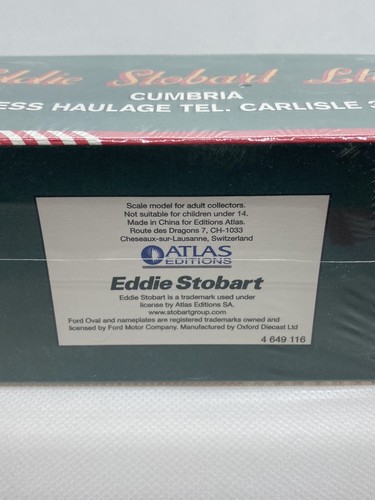 Eddie Stobart Ltd
CUMBRIA
ESS HAULAGE TEL. CARLISLE
Scale model for adult collectors.
Not suitable for children under 14.
Made in China for Editions Atlas.
Route des Dragons 7, CH-1033
Cheseaux-sur-Lausanne, Switzerland
ATLAS
EDITIONS
Eddie Stobart
Eddie Stobart is a trademark used under
license by Atlas Editions SA.
www.stobartgroup.com
Ford Oval and nameplates are registered trademarks owned and
licensed by Ford Motor Company. Manufactured by Oxford Diecast Ltd
4 649 116